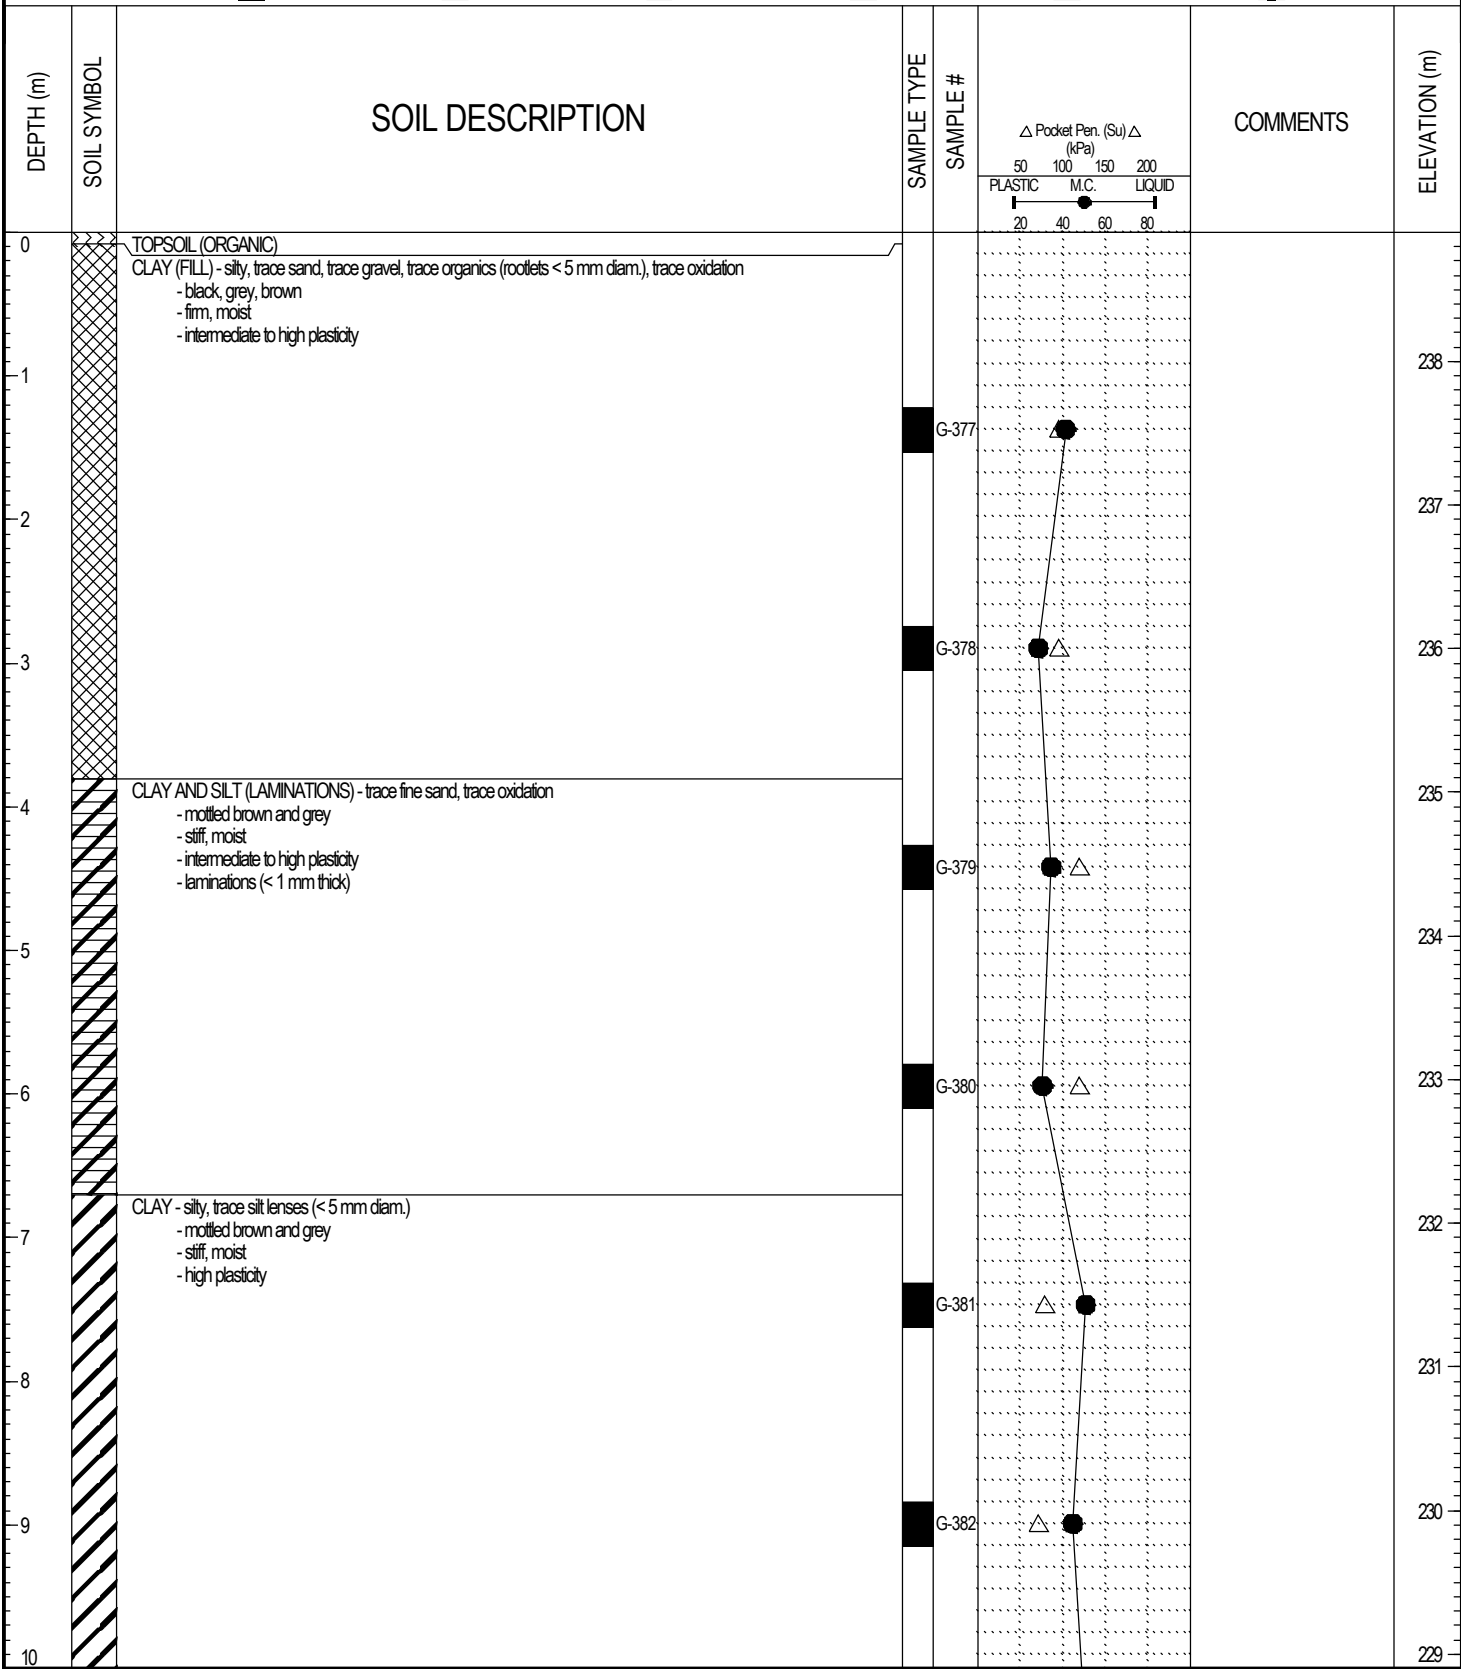 DEPTH (m)
SOIL SYMBOL
SOIL DESCRIPTION
SAMPLE TYPE
SAMPLE #
△ Pocket Pen. (Su) △
(kPa)
50 100 150 200
PLASTIC M.C. LIQUID
20 40 60 80
COMMENTS
ELEVATION (m)
0
TOPSOIL (ORGANIC)
CLAY (FILL) - silty, trace sand, trace gravel, trace organics (rootlets < 5 mm diam.), trace oxidation
- black, grey, brown
- firm, moist
- intermediate to high plasticity
238
1
G-377
237
2
G-378
236
3
CLAY AND SILT (LAMINATIONS) - trace fine sand, trace oxidation
235
4
- mottled brown and grey
- stiff, moist
- intermediate to high plasticity
G-379
- laminations (< 1 mm thick)
234
5
233
G-380
6
CLAY - silty, trace silt lenses (< 5 mm diam.)
232
- mottled brown and grey
7
- stiff, moist
- high plasticity
G-381
231
8
230
G-382
9
229
10